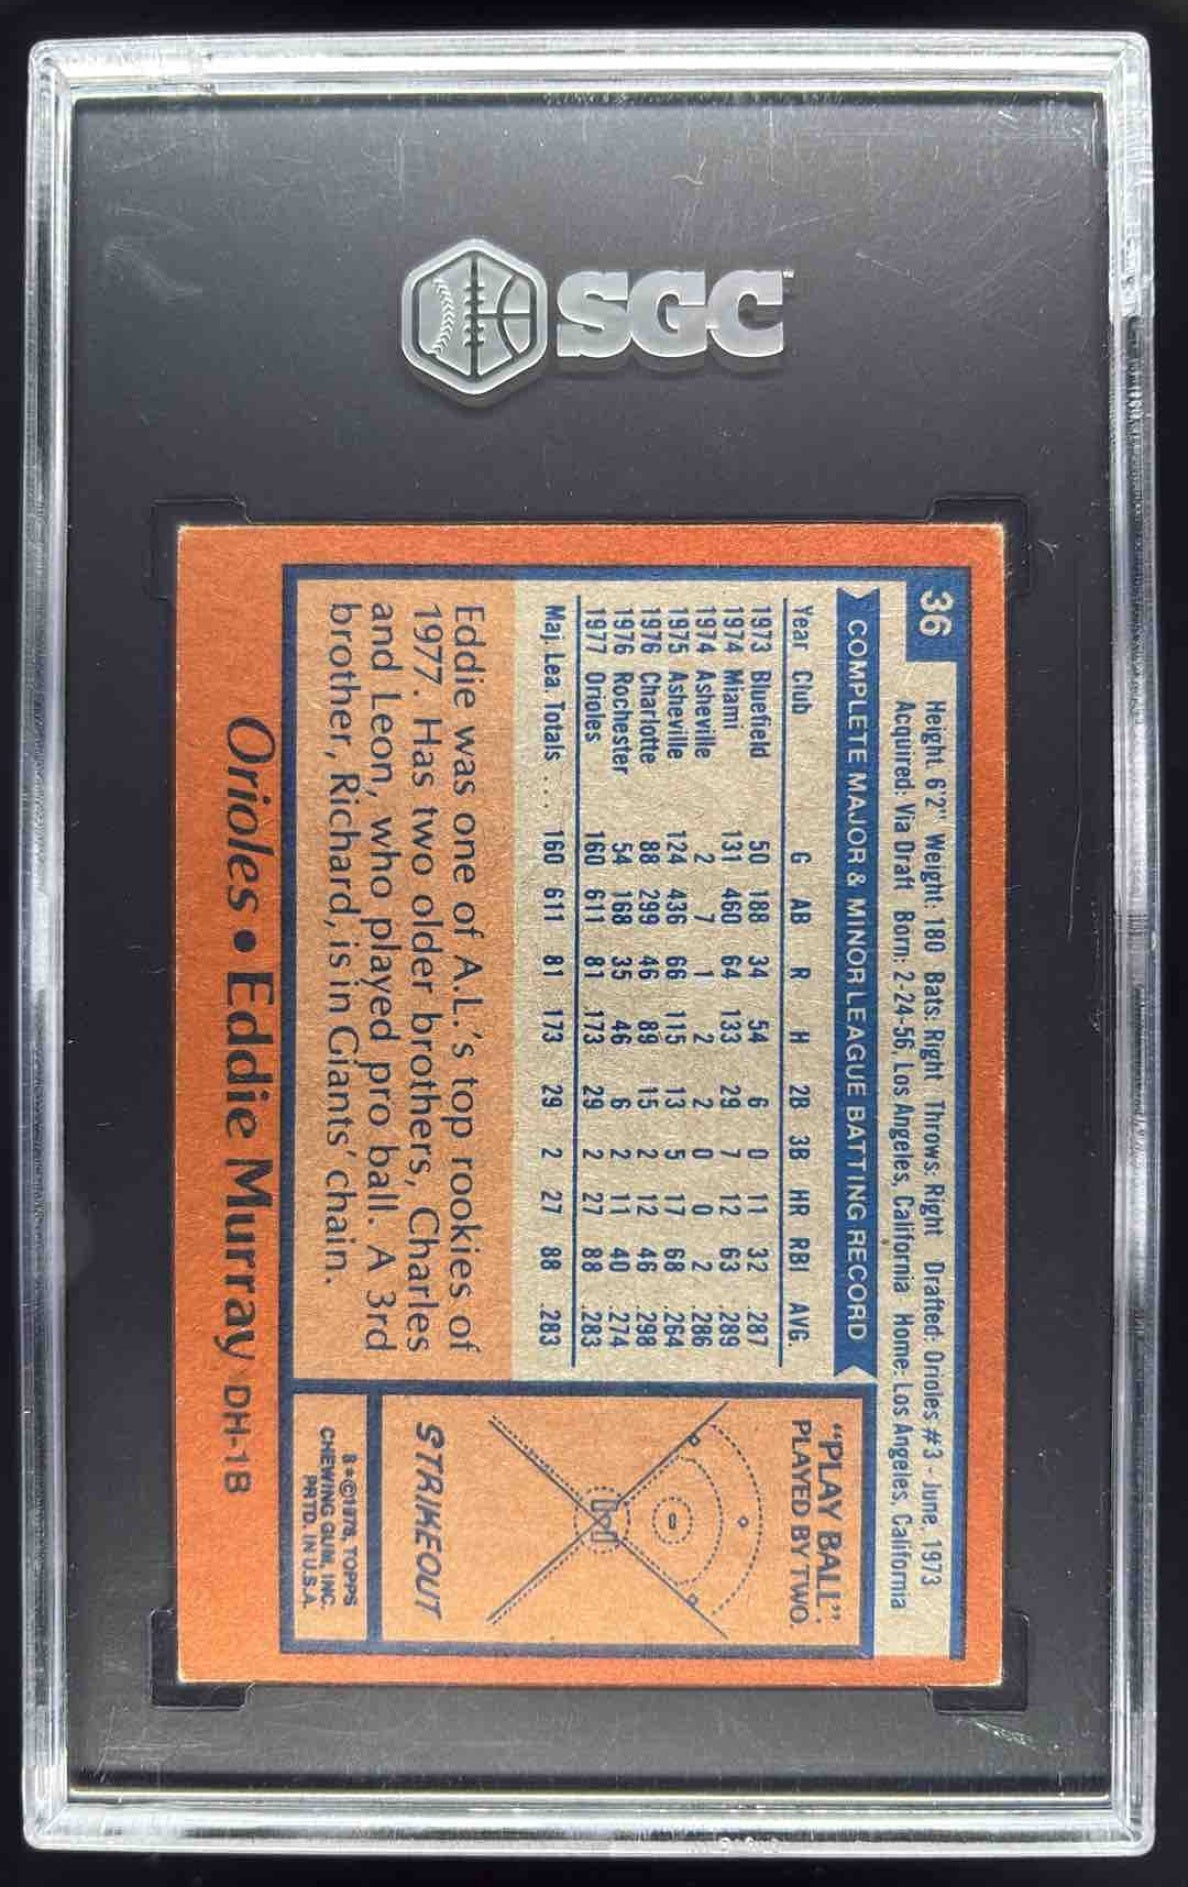 SGC
36
Height: 6'2" Weight: 180 Bats: Right Throws: Right Drafted: Orioles #3 - June, 1973
Acquired: Via Draft Born: 2-24-56, Los Angeles, California Home: Los Angeles, California
COMPLETE MAJOR & MINOR LEAGUE BATTING RECORD
Year Club G AB R H 2B 3B HR RBI AVG.
1973 Bluefield 50 188 34 54 6 0 11 32 .287
1974 Miami 131 460 64 133 29 7 12 63 .289
1974 Asheville 2 7 1 2 2 0 0 2 .286
1975 Asheville 124 436 66 115 13 5 17 68 .264
1976 Charlotte 88 299 46 89 15 2 12 46 .298
1976 Rochester 54 168 35 46 6 2 11 40 .274
1977 Orioles 160 611 81 173 29 2 27 88 .283
Maj. Lea. Totals . . . 160 611 81 173 29 2 27 88 .283
Eddie was one of A.L.'s top rookies of
1977. Has two older brothers, Charles
and Leon, who played pro ball. A 3rd
brother, Richard, is in Giants' chain.
"PLAY BALL":
PLAYED BY TWO.
STRIKEOUT
8*©1978, TOPPS
CHEWING GUM, INC.
PRTD. IN U.S.A.
Orioles • Eddie Murray DH-1B